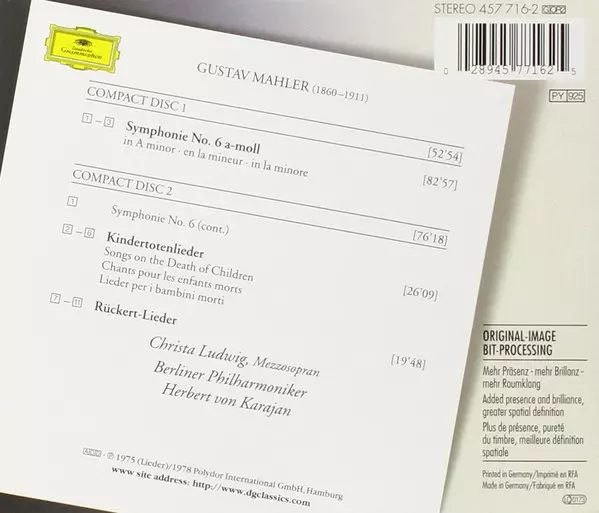 STEREO 457 716-2 GDP2
0 28945 77162 5
PY 925
Deutsche
Grammophon
GUSTAV MAHLER (1860–1911)
COMPACT DISC 1 [52'54]
1 – 3 Symphonie No. 6 a-moll [82'57]
in A minor · en la mineur · in la minore
COMPACT DISC 2 [76'18]
1 Symphonie No. 6 (cont.)
2 – 6 Kindertotenlieder [26'09]
Songs on the Death of Children
Chants pour les enfants morts
Lieder per i bambini morti
7 – 11 Rückert-Lieder [19'48]
Christa Ludwig, Mezzosopran
Berliner Philharmoniker
Herbert von Karajan
ADD · ℗ 1975 (Lieder)/1978 Polydor International GmbH, Hamburg
www site address: http://www.dgclassics.com
ORIGINAL-IMAGE
BIT-PROCESSING
Mehr Präsenz - mehr Brillanz -
mehr Raumklang
Added presence and brilliance,
greater spatial definition
Plus de présence, pureté
du timbre, meilleure définition
spatiale
Printed in Germany/Imprimé en RFA
Made in Germany/Fabriqué en RFA
LC 0173